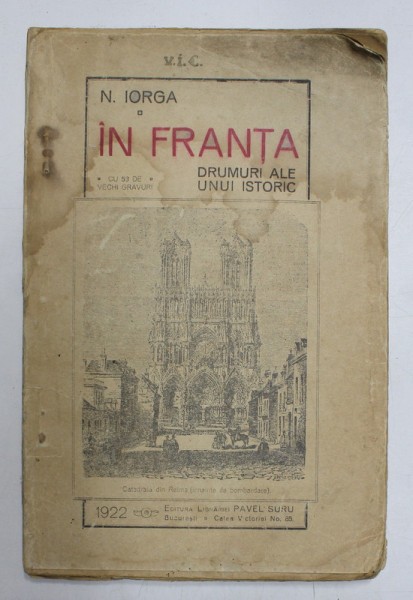 V.I.C.
N. IORGA
ÎN FRANȚA
DRUMURI ALE
UNUI ISTORIC
CU 53 DE
VECHI GRAVURI
Catedrala din Reims (înainte de bombardare)
1922
EDITURA LIBRĂRIEI PAVEL SURU
București • Calea Victoriei No. 85.